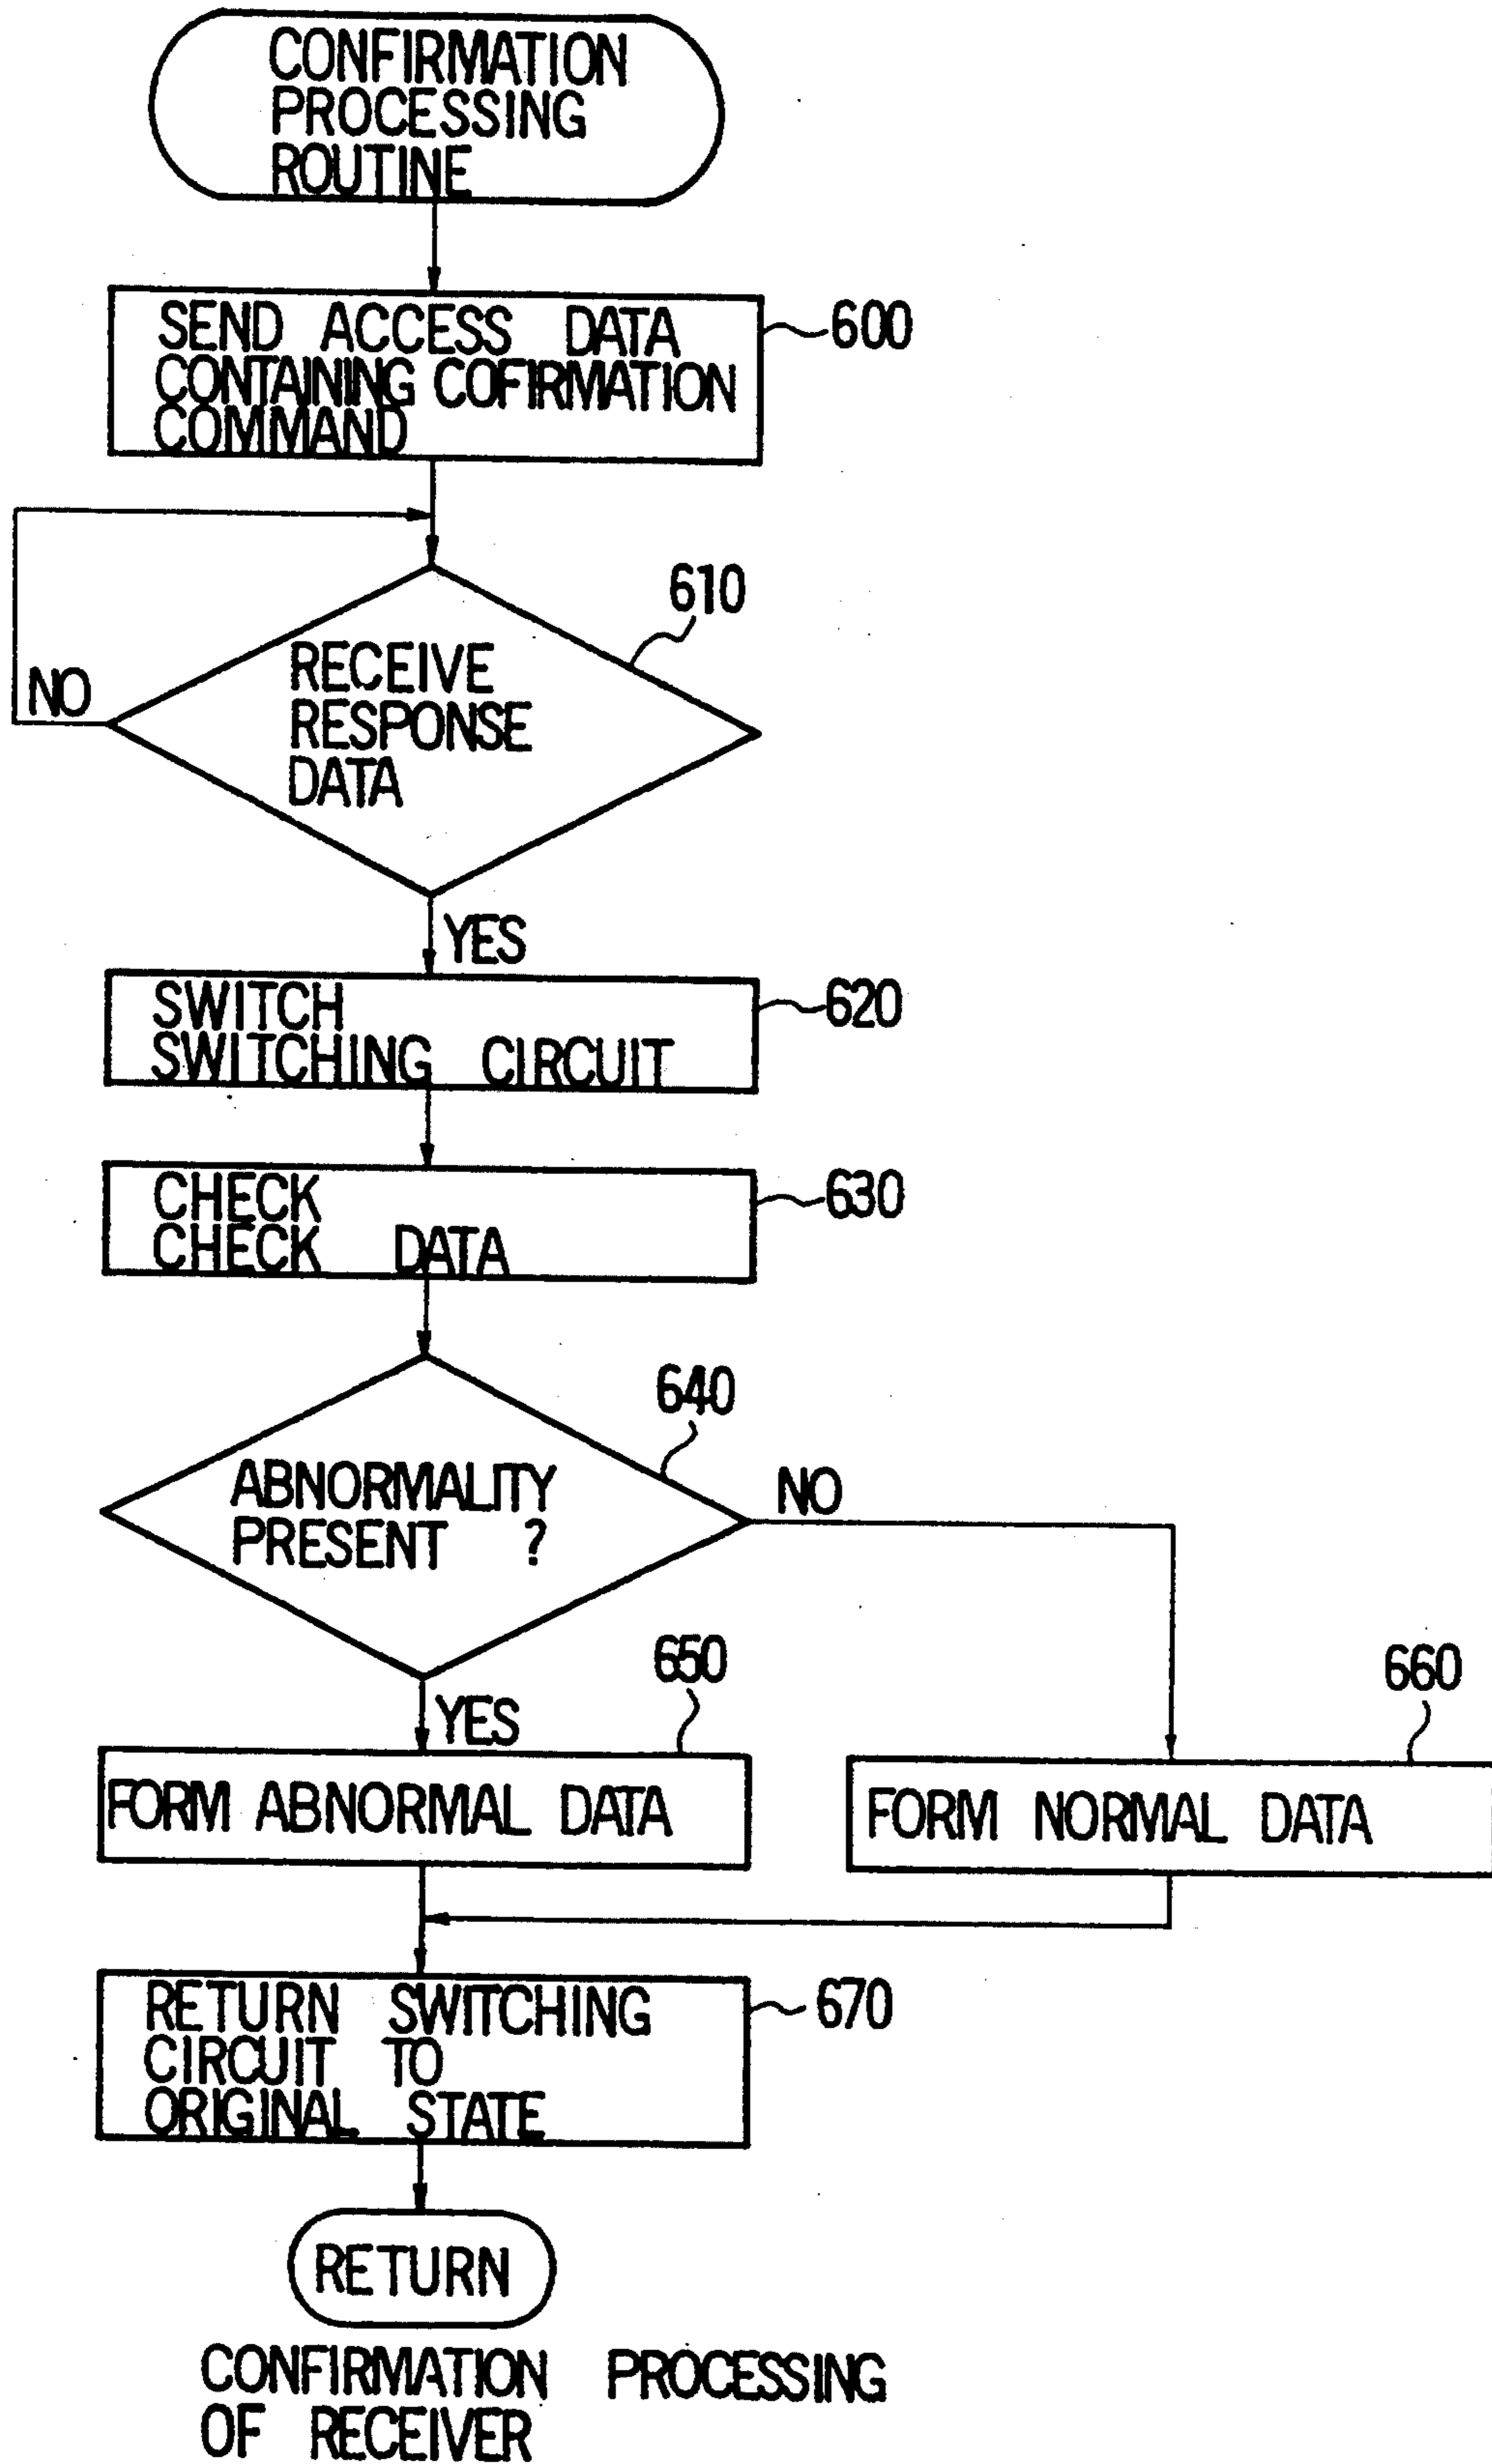 CONFIRMATION
PROCESSING
ROUTINE
SEND ACCESS DATA
CONTAINING COFIRMATION
COMMAND
600
610
RECEIVE
RESPONSE
DATA
NO
YES
SWITCH
SWITCHING CIRCUIT
620
CHECK
CHECK DATA
630
640
ABNORMALITY
PRESENT ?
NO
YES
650
660
FORM ABNORMAL DATA
FORM NORMAL DATA
RETURN SWITCHING
CIRCUIT TO
ORIGINAL STATE
670
RETURN
CONFIRMATION PROCESSING
OF RECEIVER